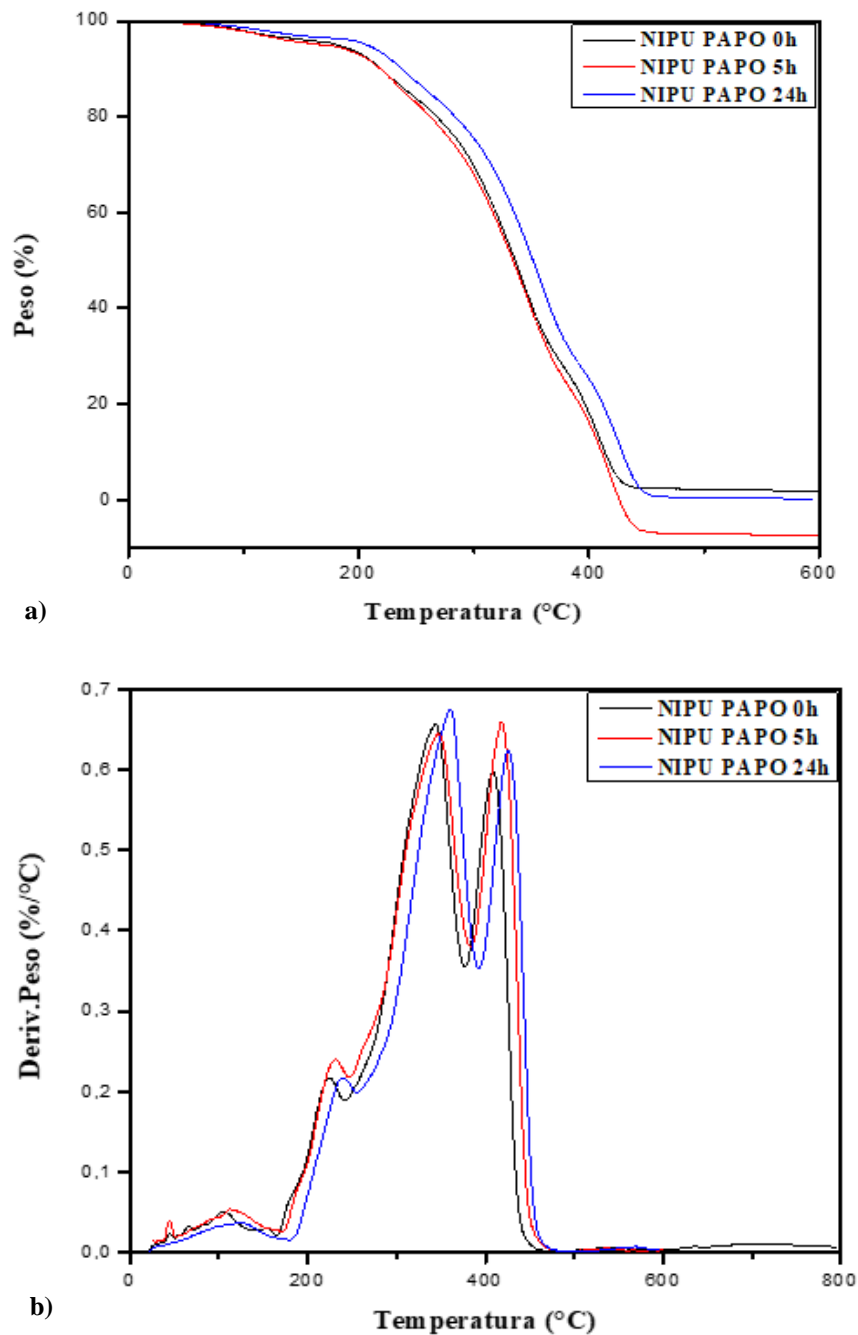 100
80
60
40
20
0
Peso (%)
NIPU PAPO 0h
NIPU PAPO 5h
NIPU PAPO 24h
0
200
400
600
Temperatura (°C)
a)
0,7
0,6
0,5
0,4
0,3
0,2
0,1
0,0
Deriv.Peso (%/°C)
NIPU PAPO 0h
NIPU PAPO 5h
NIPU PAPO 24h
0
200
400
600
800
Temperatura (°C)
b)